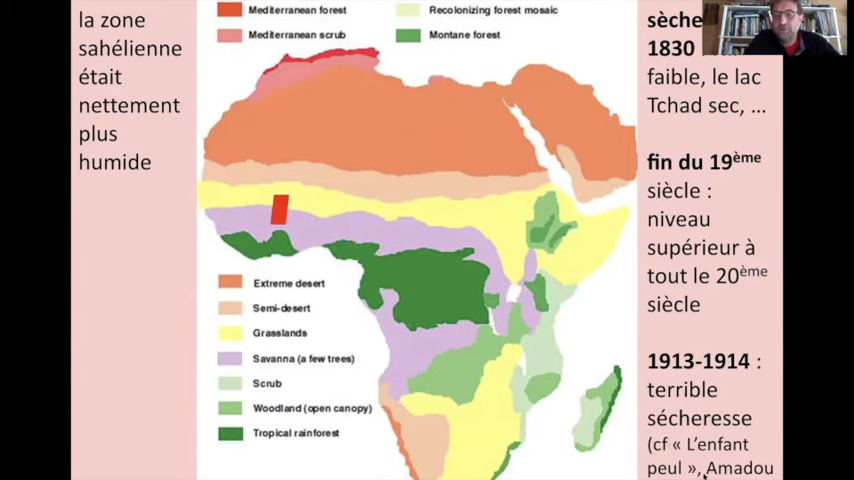 la zone
sahélienne
était
nettement
plus
humide
Mediterranean forest
Mediterranean scrub
Recolonizing forest mosaic
Montane forest
Extreme desert
Semi-desert
Grasslands
Savanna (a few trees)
Scrub
Woodland (open canopy)
Tropical rainforest
1830
faible, le lac
Tchad sec, ...
fin du 19ème
siècle :
niveau
supérieur à
tout le 20ème
siècle
1913-1914 :
terrible
sécheresse
(cf « L’enfant
peul », Amadou